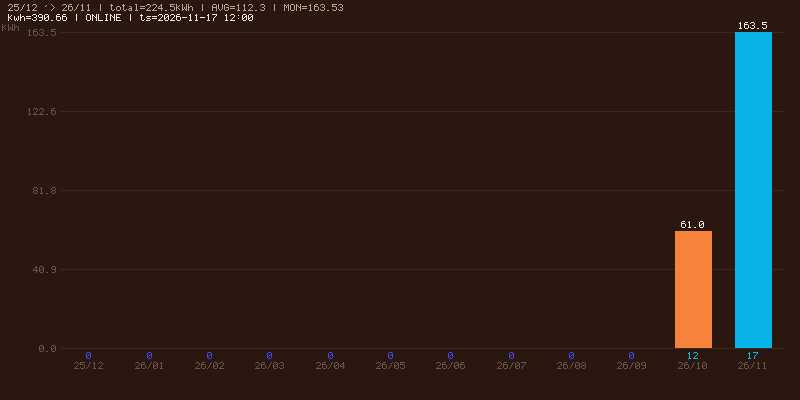 25/12 -> 26/11 | total=224.5kWh | AVG=112.3 | MON=163.53
Kwh=390.66 | ONLINE | ts=2026-11-17 12:00
kWh
163.5
163.5
122.6
81.8
61.0
40.9
0.0
0 0 0 0 0 0 0 0 0 0 12 17
25/12 26/01 26/02 26/03 26/04 26/05 26/06 26/07 26/08 26/09 26/10 26/11